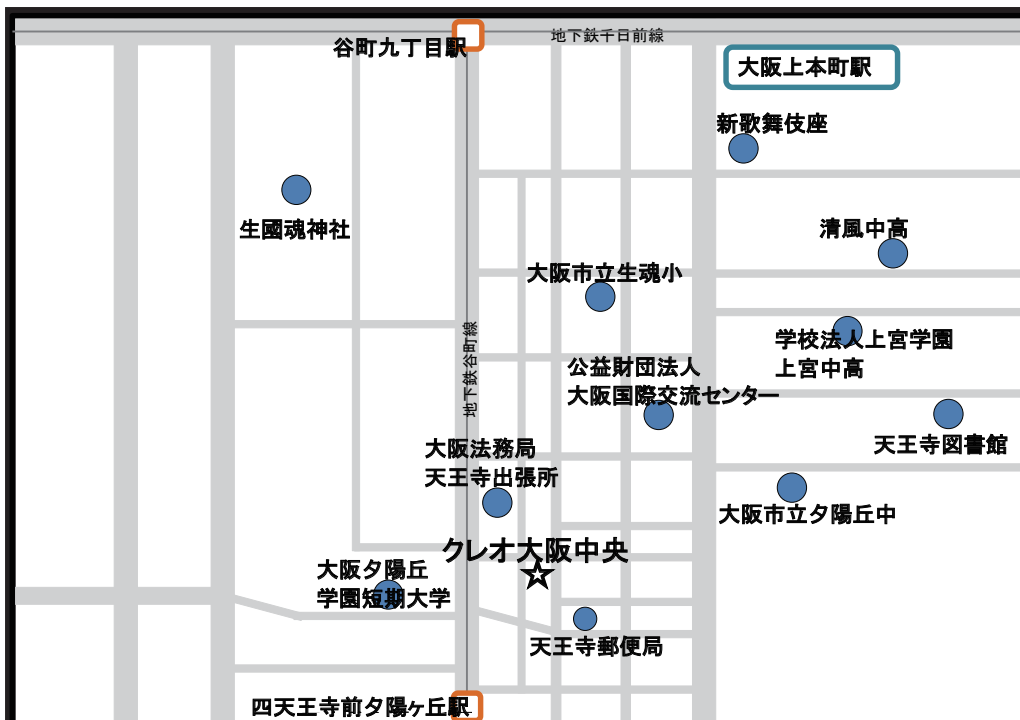 地下鉄千日前線
谷町九丁目駅
大阪上本町駅
新歌舞伎座
生國魂神社
清風中高
大阪市立生魂小
地下鉄谷町線
学校法人上宮学園
上宮中高
公益財団法人
大阪国際交流センター
天王寺図書館
大阪法務局
天王寺出張所
大阪市立夕陽丘中
クレオ大阪中央
大阪夕陽丘
学園短期大学
天王寺郵便局
四天王寺前夕陽ヶ丘駅